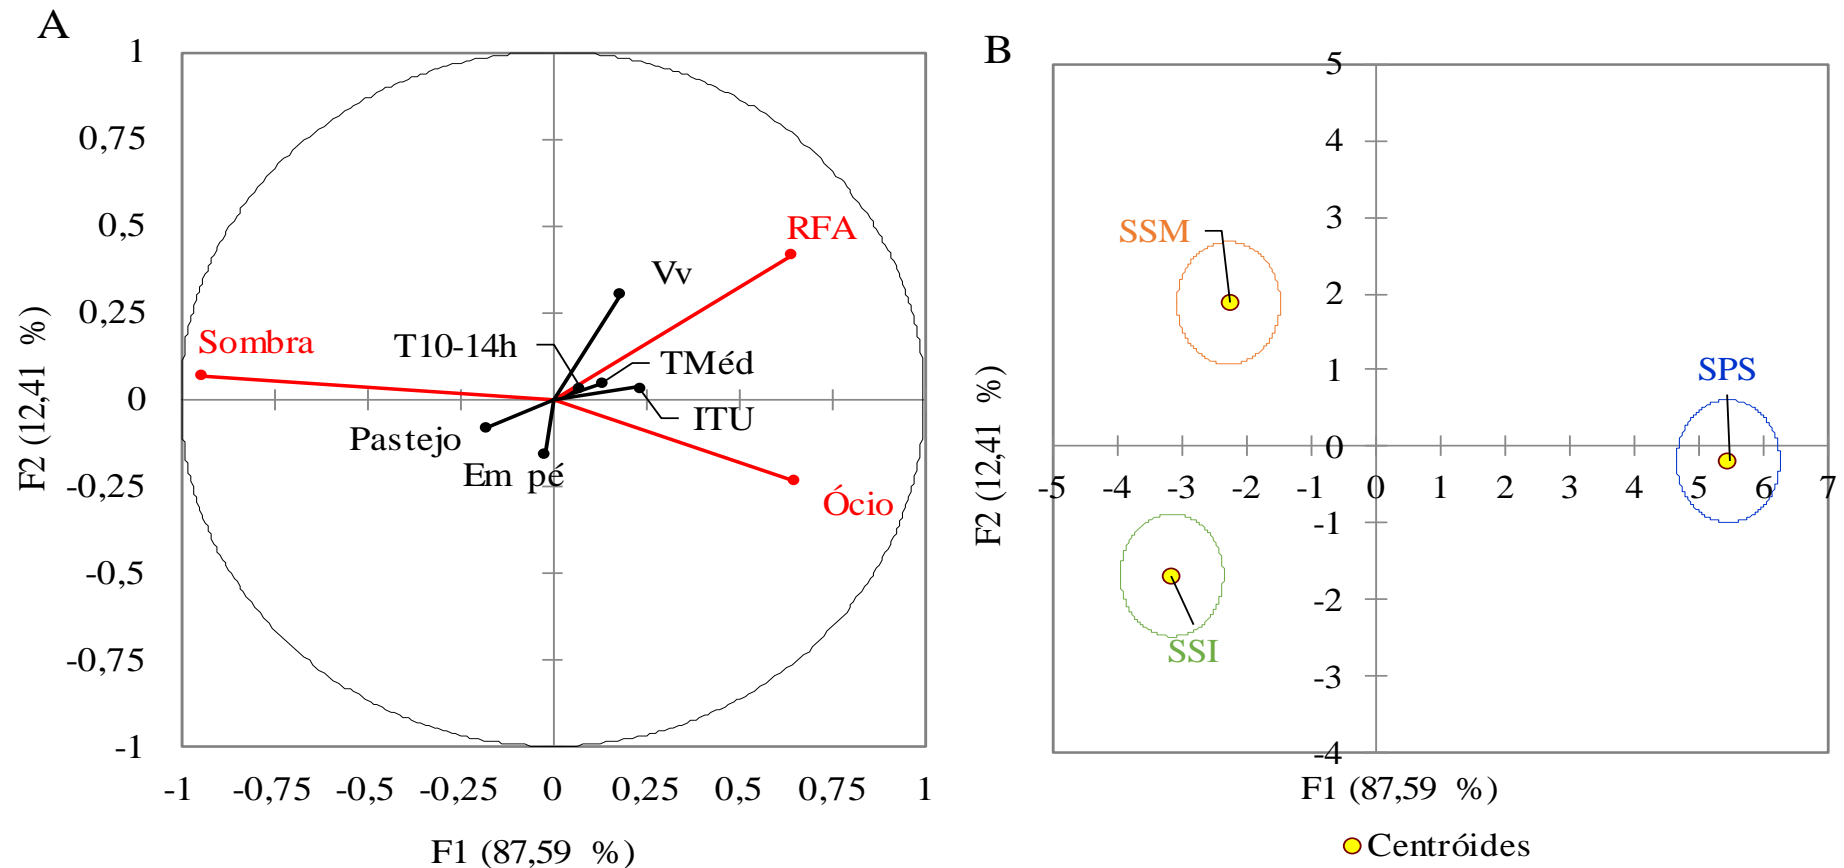 A
1
0,75
0,5
0,25
0
-0,25
-0,5
-0,75
-1
F2 (12,41 %)
RFA
Vv
Sombra
T10-14h
TMéd
ITU
Pastejo
Em pé
Ócio
-1 -0,75 -0,5 -0,25 0 0,25 0,5 0,75 1
F1 (87,59 %)
B
5
4
3
2
1
0
-1
-2
-3
-4
F2 (12,41 %)
SSM
SPS
SSI
-5 -4 -3 -2 -1 0 1 2 3 4 5 6 7
F1 (87,59 %)
Centróides